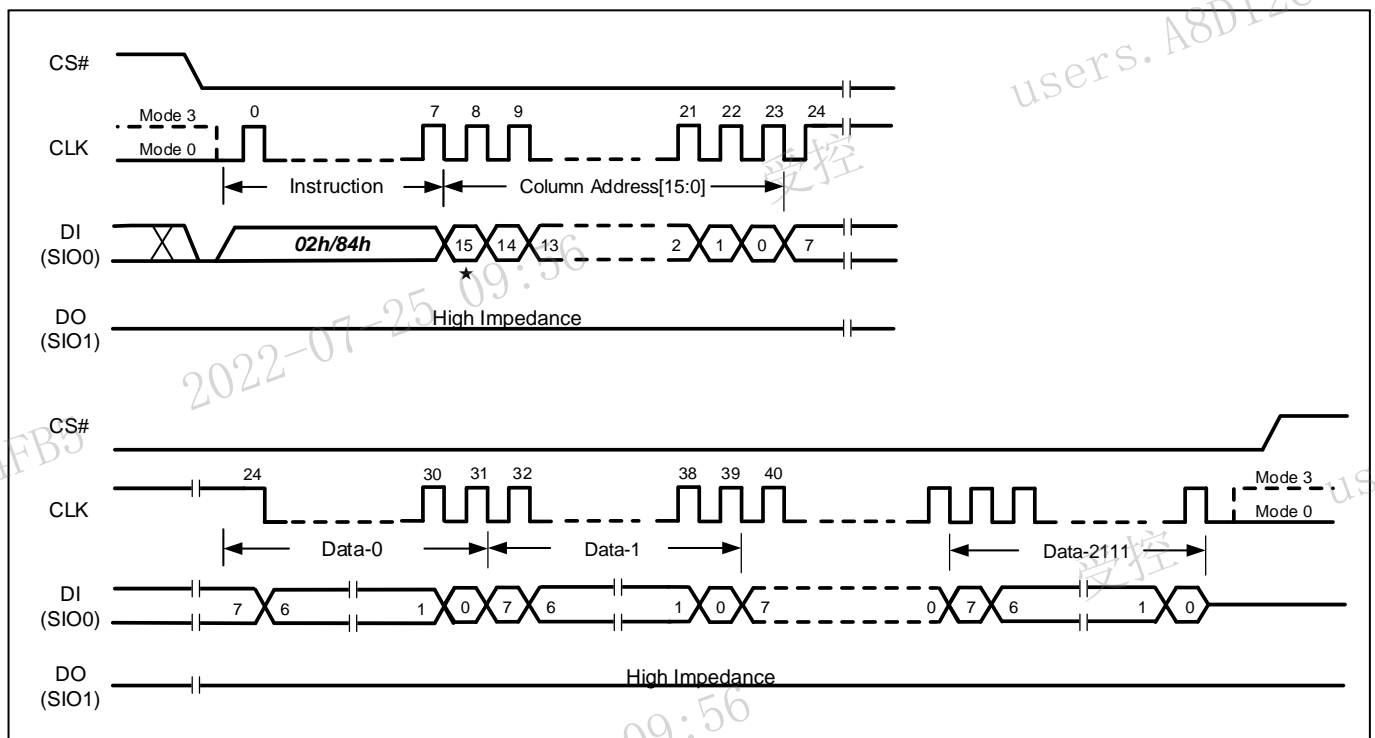 users. A8D120
CS#
Mode 3 0 7 8 9 21 22 23 24
CLK Mode 0
受控
Instruction Column Address[15:0]
DI
(SIO0) 02h/84h 15 14 13 2 1 0 7
★
2022-07-25 09:56
DO
(SIO1) High Impedance
CS#
FB5
24 30 31 32 38 39 40 Mode 3
us
CLK Mode 0
Data-0 Data-1 Data-2111
受控
DI
(SIO0) 7 6 1 0 7 6 1 0 7 0 7 6 1 0
DO
(SIO1) High Impedance
09:56